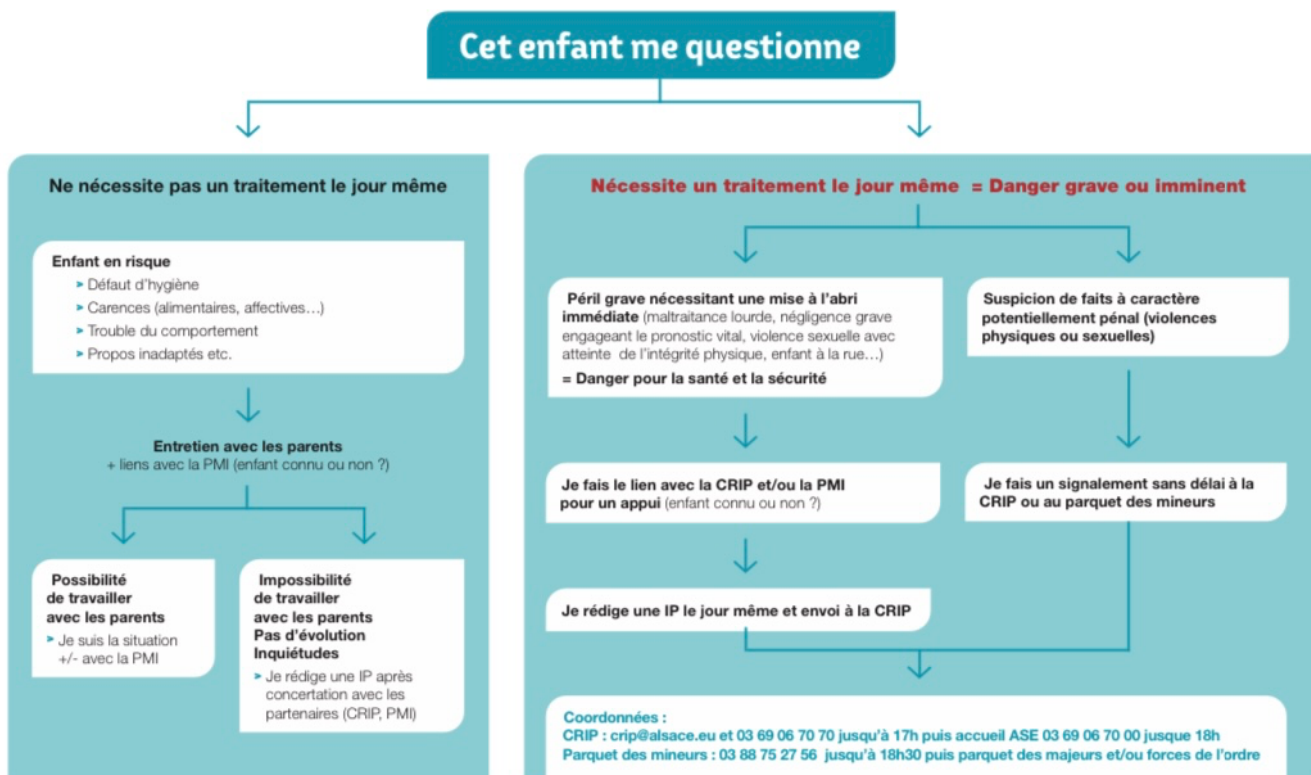 Cet enfant me questionne
Ne nécessite pas un traitement le jour même
Enfant en risque
➤ Défaut d'hygiène
➤ Carences (alimentaires, affectives…)
➤ Trouble du comportement
➤ Propos inadaptés etc.
Entretien avec les parents
+ liens avec la PMI (enfant connu ou non ?)
Possibilité
de travailler
avec les parents
➤ Je suis la situation
+/- avec la PMI
Impossibilité
de travailler
avec les parents
Pas d'évolution
Inquiétudes
➤ Je rédige une IP après
concertation avec les
partenaires (CRIP, PMI)
Nécessite un traitement le jour même = Danger grave ou imminent
Péril grave nécessitant une mise à l'abri
immédiate (maltraitance lourde, négligence grave
engageant le pronostic vital, violence sexuelle avec
atteinte de l'intégrité physique, enfant à la rue…)
= Danger pour la santé et la sécurité
Je fais le lien avec la CRIP et/ou la PMI
pour un appui (enfant connu ou non ?)
Je rédige une IP le jour même et envoi à la CRIP
Suspicion de faits à caractère
potentiellement pénal (violences
physiques ou sexuelles)
Je fais un signalement sans délai à la
CRIP ou au parquet des mineurs
Coordonnées :
CRIP : crip@alsace.eu et 03 69 06 70 70 jusqu'à 17h puis accueil ASE 03 69 06 70 00 jusque 18h
Parquet des mineurs : 03 88 75 27 56 jusqu'à 18h30 puis parquet des majeurs et/ou forces de l'ordre